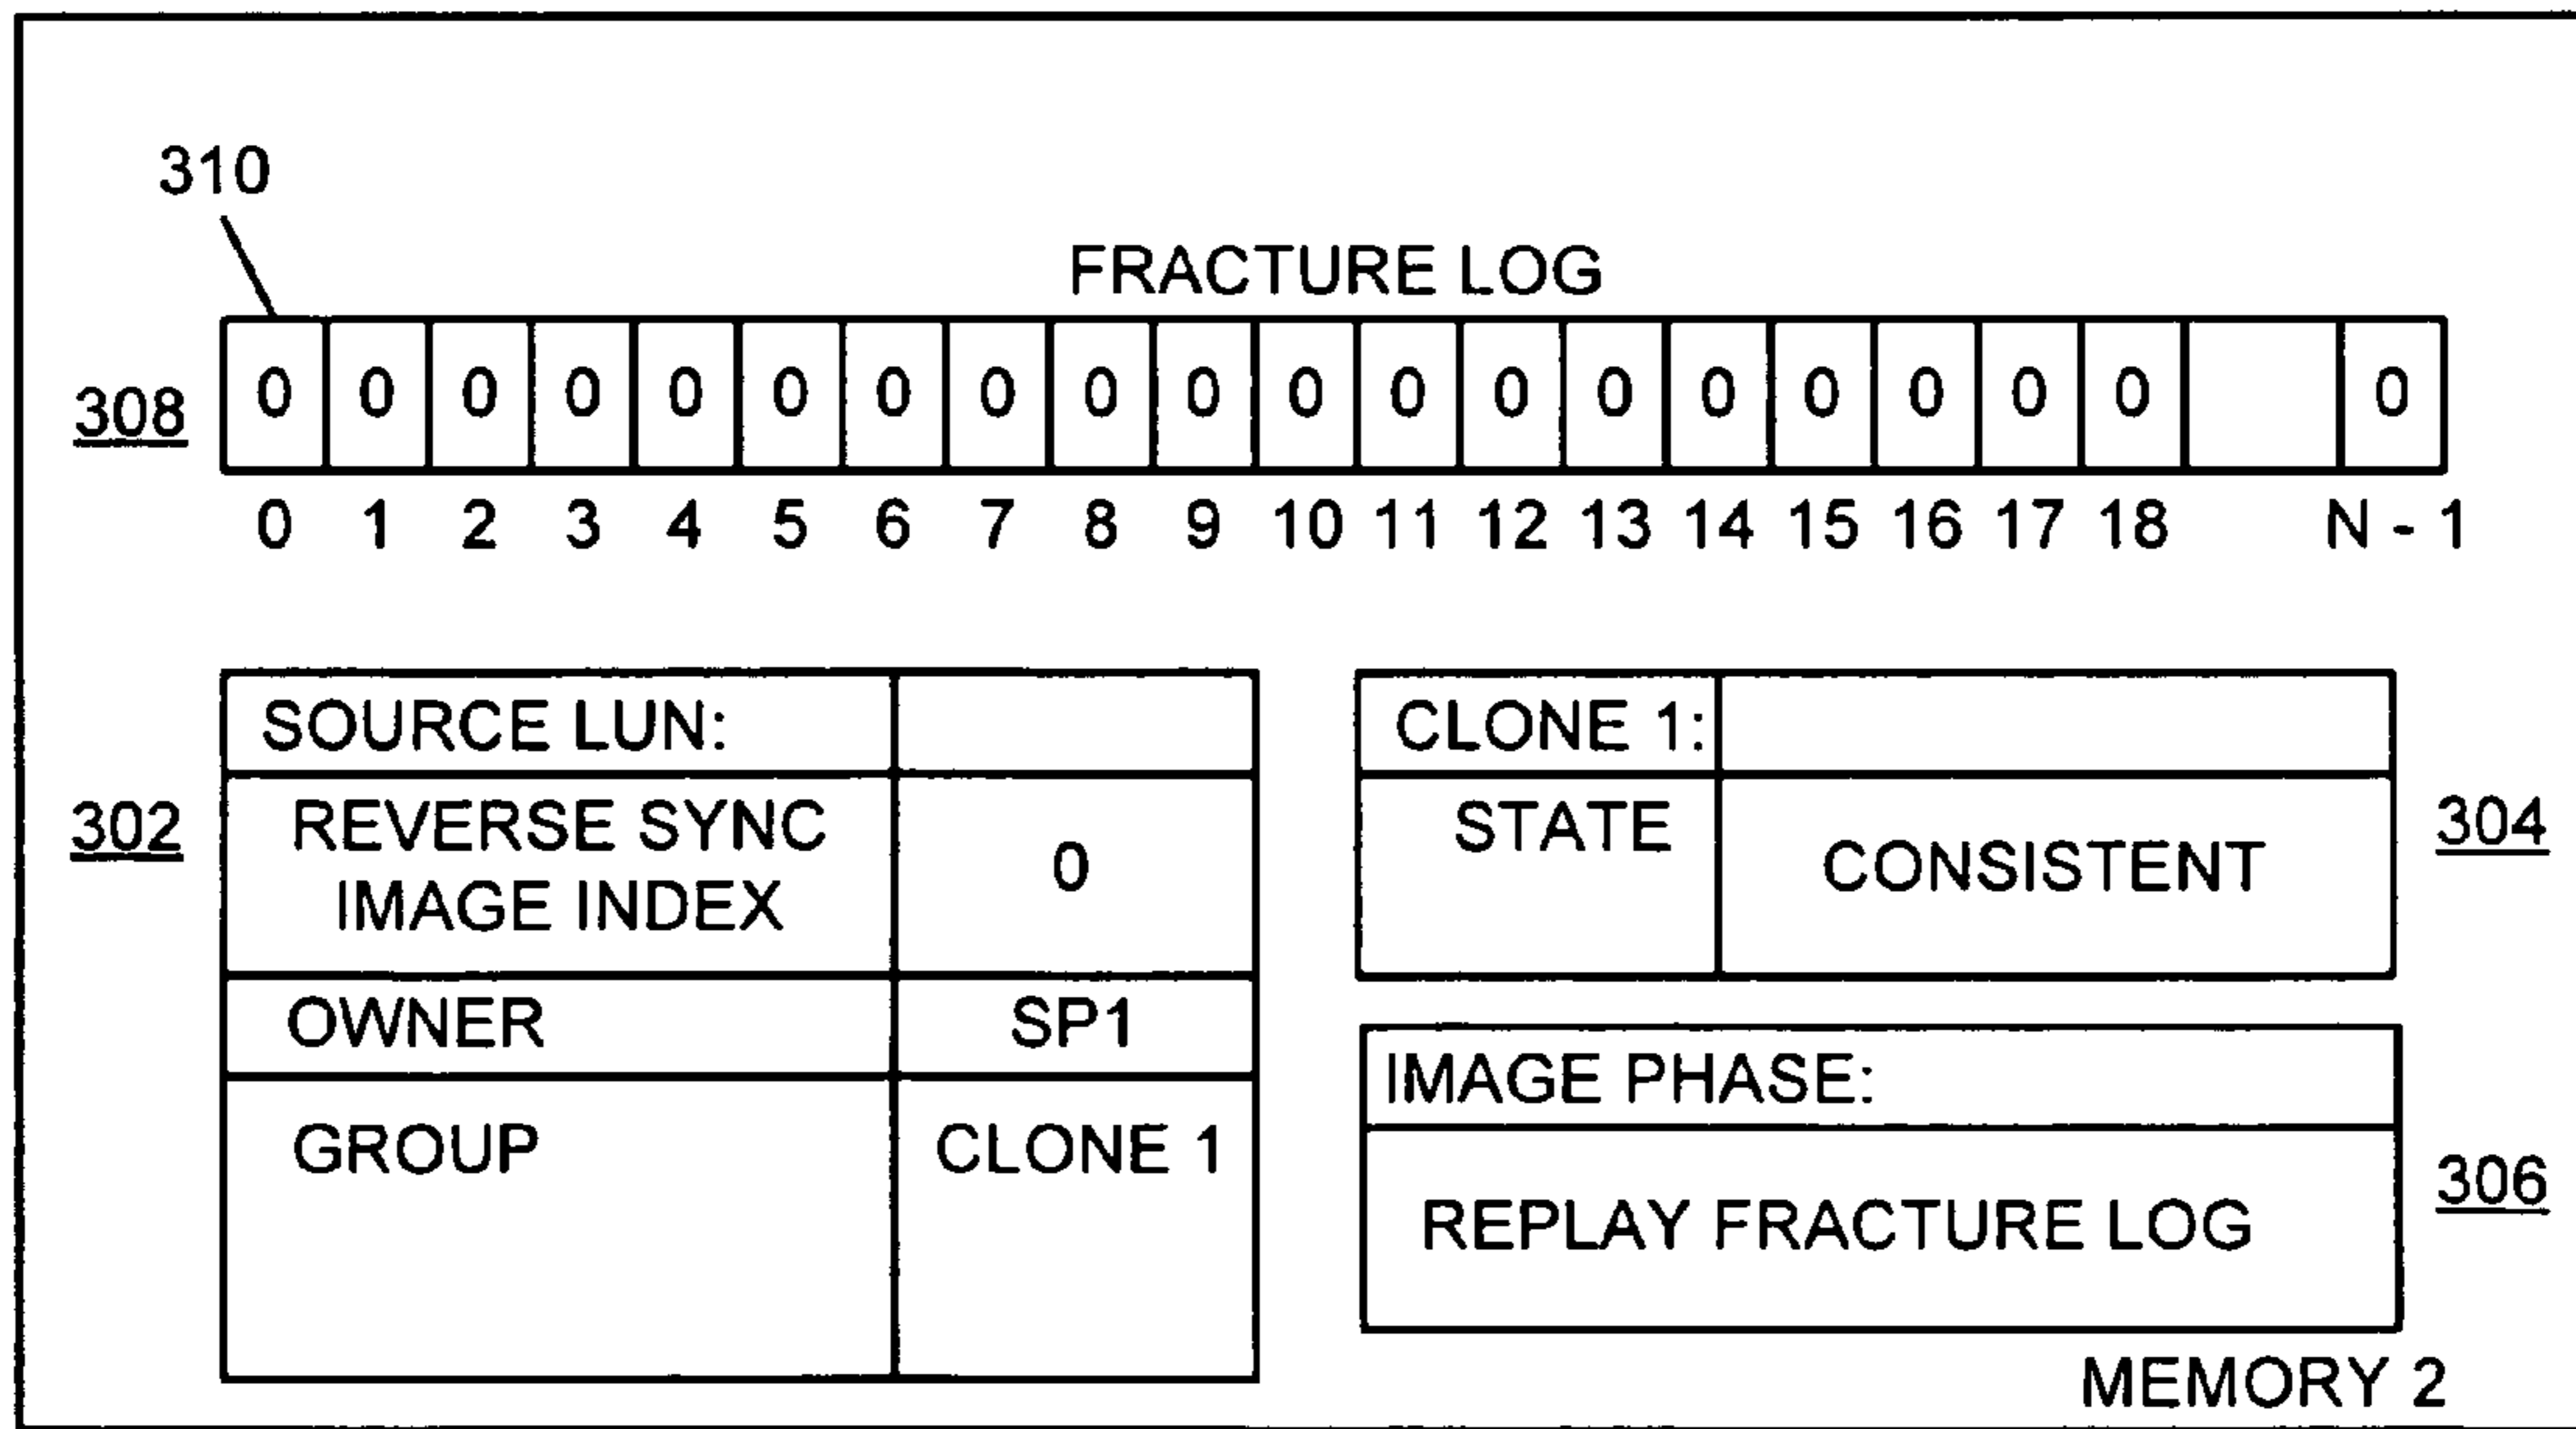 310
FRACTURE LOG
308 0 0 0 0 0 0 0 0 0 0 0 0 0 0 0 0 0 0 0 0
0 1 2 3 4 5 6 7 8 9 10 11 12 13 14 15 16 17 18 N - 1
302
SOURCE LUN:
REVERSE SYNC
IMAGE INDEX
0
OWNER SP1
GROUP CLONE 1
CLONE 1:
STATE CONSISTENT
304
IMAGE PHASE:
REPLAY FRACTURE LOG
306
MEMORY 2